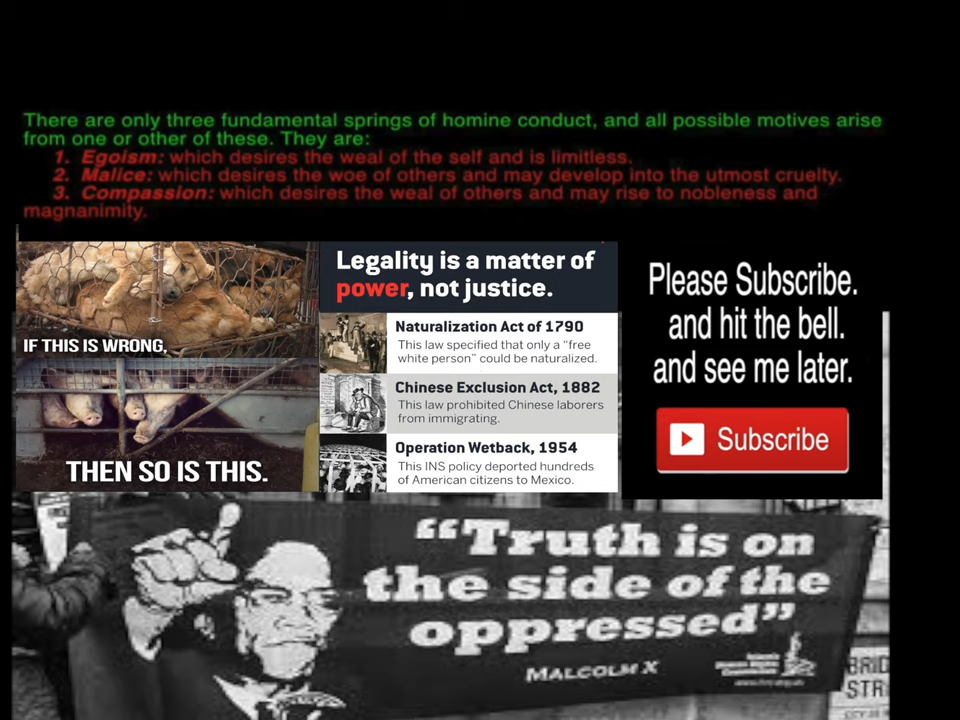 There are only three fundamental springs of homine conduct, and all possible motives arise
from one or other of these. They are:
1. Egoism: which desires the weal of the self and is limitless.
2. Malice: which desires the woe of others and may develop into the utmost cruelty.
3. Compassion: which desires the weal of others and may rise to nobleness and
magnanimity.
IF THIS IS WRONG,
THEN SO IS THIS.
Legality is a matter of
power, not justice.
Naturalization Act of 1790
This law specified that only a “free
white person” could be naturalized.
Chinese Exclusion Act, 1882
This law prohibited Chinese laborers
from immigrating.
Operation Wetback, 1954
This INS policy deported hundreds
of American citizens to Mexico.
Please Subscribe.
and hit the bell.
and see me later.
Subscribe
“Truth is on
the side of the
oppressed”
MALCOLM X
BRID
STR